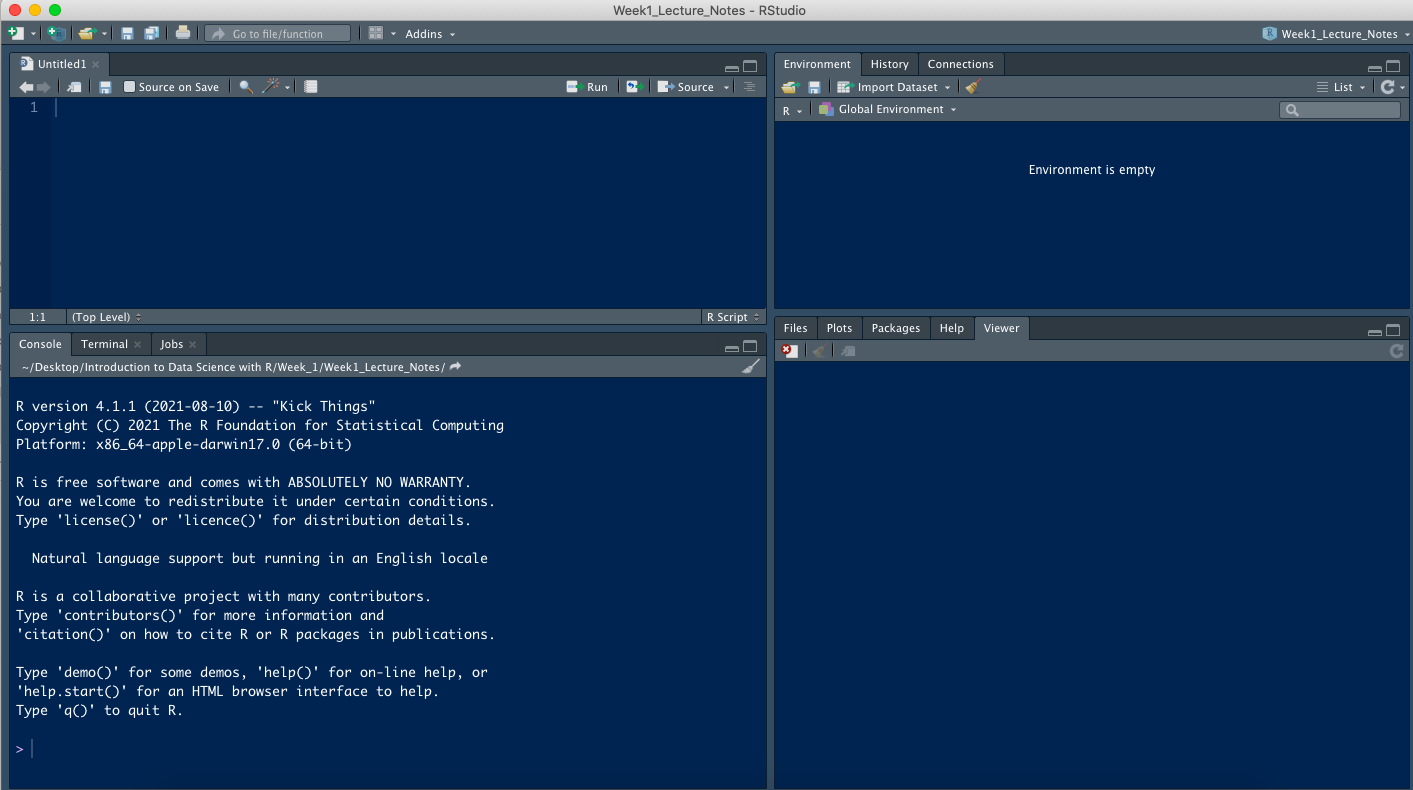 Week1_Lecture_Notes - RStudio
Go to file/function
Addins
Week1_Lecture_Notes
Untitled1
Source on Save
Run
Source
1
1:1 (Top Level)
R Script
Console Terminal Jobs
~/Desktop/Introduction to Data Science with R/Week_1/Week1_Lecture_Notes/
R version 4.1.1 (2021-08-10) -- "Kick Things"
Copyright (C) 2021 The R Foundation for Statistical Computing
Platform: x86_64-apple-darwin17.0 (64-bit)
R is free software and comes with ABSOLUTELY NO WARRANTY.
You are welcome to redistribute it under certain conditions.
Type 'license()' or 'licence()' for distribution details.
Natural language support but running in an English locale
R is a collaborative project with many contributors.
Type 'contributors()' for more information and
'citation()' on how to cite R or R packages in publications.
Type 'demo()' for some demos, 'help()' for on-line help, or
'help.start()' for an HTML browser interface to help.
Type 'q()' to quit R.
>
Environment History Connections
Import Dataset
List
R
Global Environment
Environment is empty
Files Plots Packages Help Viewer